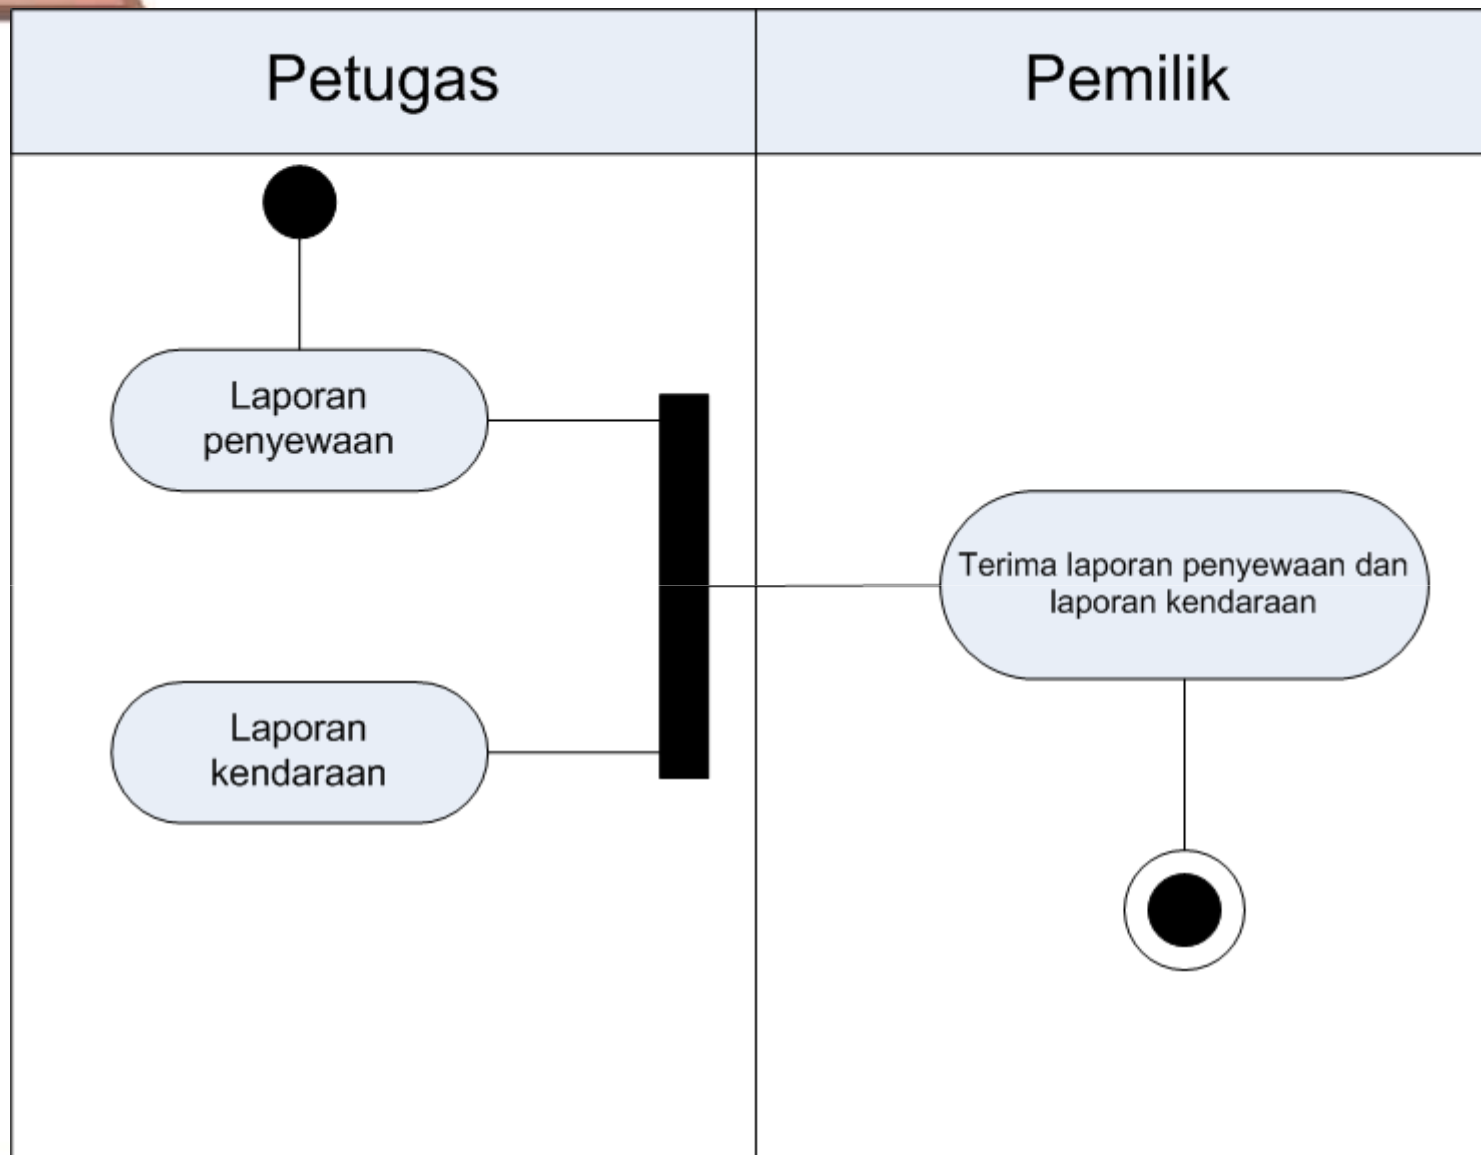 Petugas
Pemilik
Laporan
penyewaan
Terima laporan penyewaan dan
laporan kendaraan
Laporan
kendaraan